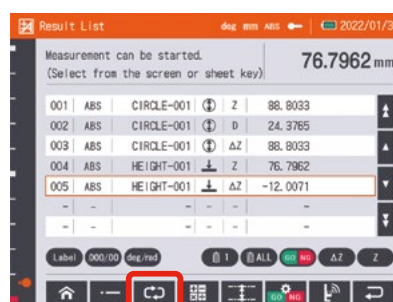 Result List deg mm ABS 2022/01/3
Measurement can be started.
(Select from the screen or sheet key)
76.7962 mm
001 ABS CIRCLE-001 Z 88. 8033
002 ABS CIRCLE-001 D 24. 3765
003 ABS CIRCLE-001 ΔZ 88. 8033
004 ABS HEIGHT-001 Z 76. 7962
005 ABS HEIGHT-001 ΔZ -12. 0071
- - - - -
- - - - -
Label 000/00 deg/rad 1 ALL GO NG ΔZ Z
GO NG